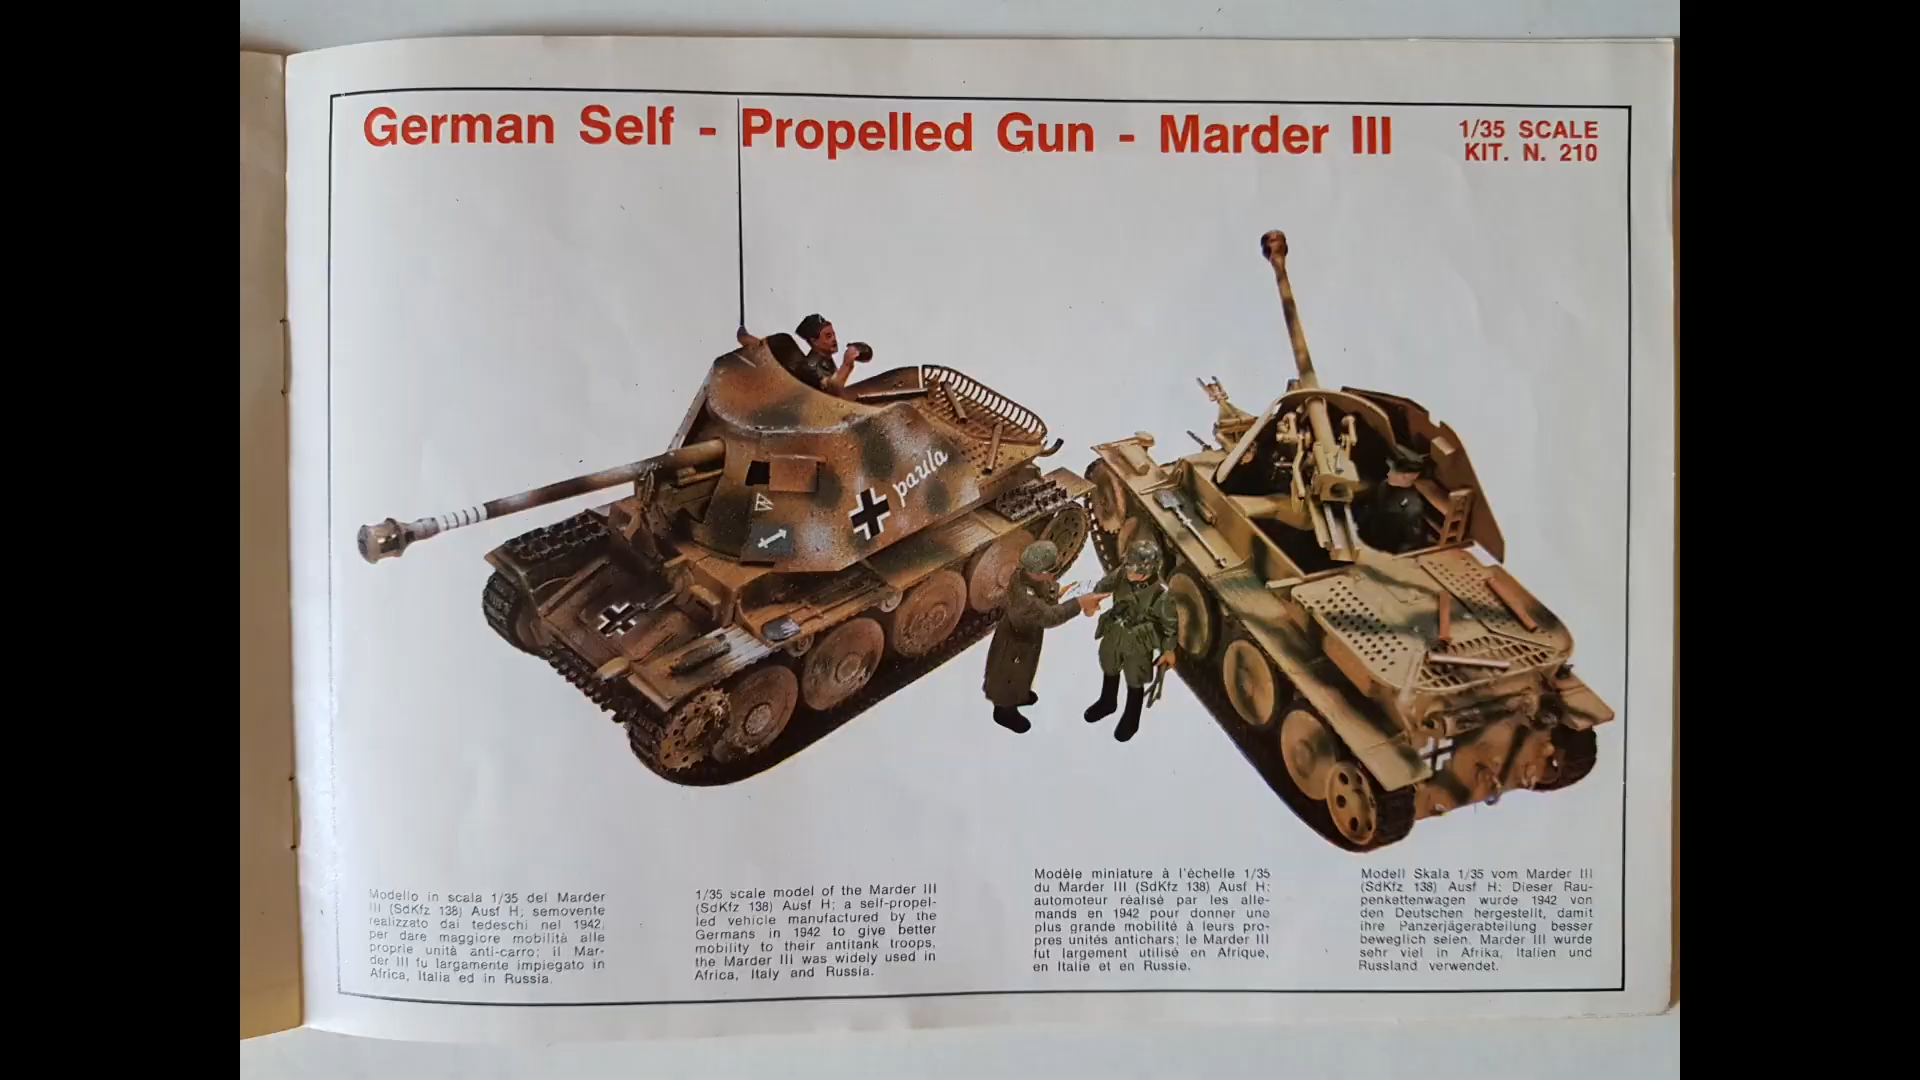 German Self - Propelled Gun - Marder III
1/35 SCALE
KIT. N. 210
paula
Modello in scala 1/35 del Marder
III (SdKfz 138) Ausf H; semovente
realizzato dai tedeschi nel 1942,
per dare maggiore mobilità alle
proprie unità anti-carro; il Mar-
der III fu largamente impiegato in
Africa, Italia ed in Russia.
1/35 scale model of the Marder III
(SdKfz 138) Ausf H; a self-propel-
led vehicle manufactured by the
Germans in 1942 to give better
mobility to their antitank troops,
the Marder III was widely used in
Africa, Italy and Russia.
Modèle miniature à l'échelle 1/35
du Marder III (SdKfz 138) Ausf H:
automoteur réalisé par les alle-
mands en 1942 pour donner une
plus grande mobilité à leurs pro-
pres unités antichars; le Marder III
fut largement utilisé en Afrique,
en Italie et en Russie.
Modell Skala 1/35 vom Marder III
(SdKfz 138) Ausf H: Dieser Rau-
penkettenwagen wurde 1942 von
den Deutschen hergestellt, damit
ihre Panzerjägerabteilung besser
beweglich seien. Marder III wurde
sehr viel in Afrika, Italien und
Russland verwendet.